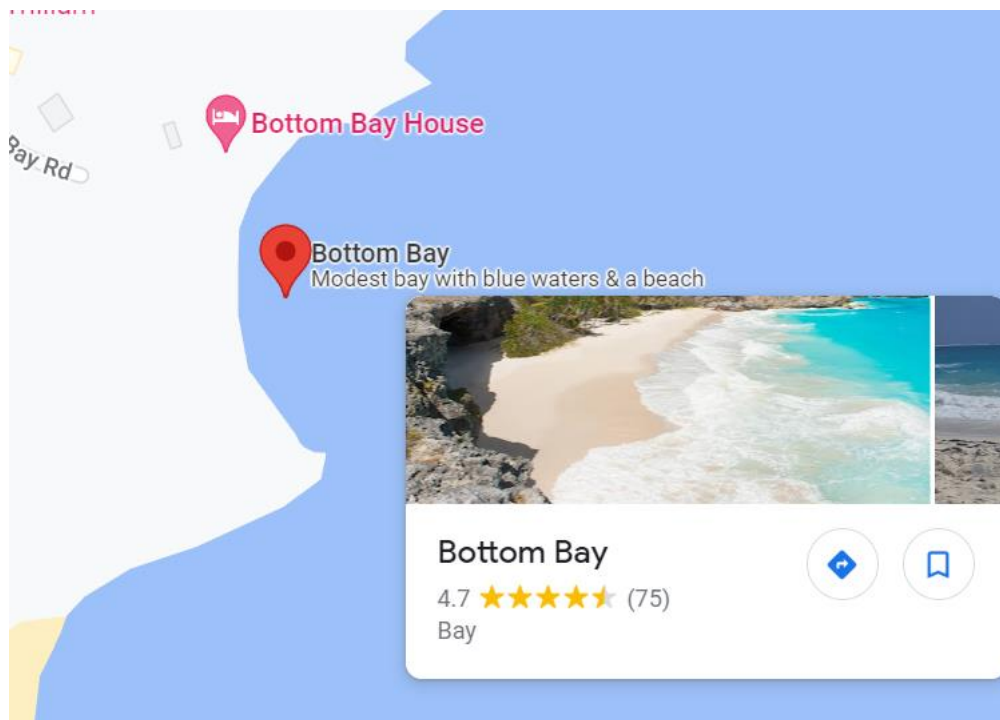 Bottom Bay House
Bay Rd
Bottom Bay
Modest bay with blue waters & a beach
Bottom Bay
4.7 (75)
Bay